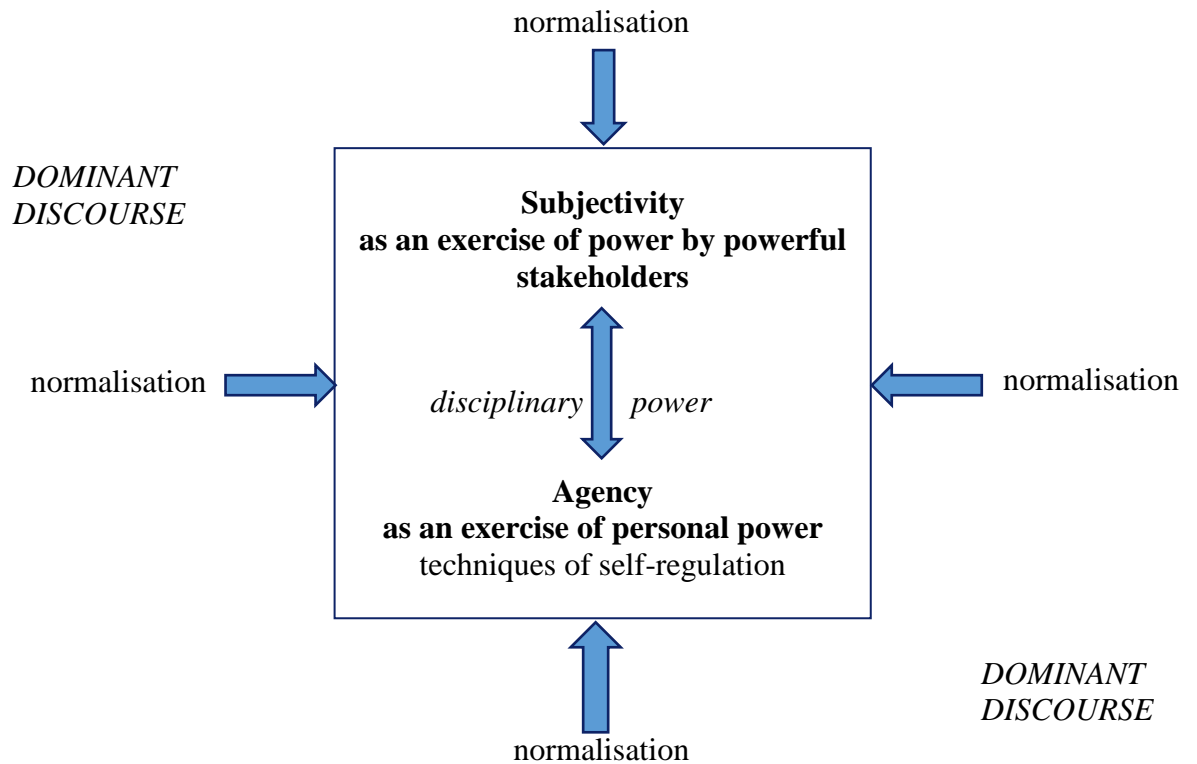 normalisation
DOMINANT
DISCOURSE
Subjectivity
as an exercise of power by powerful
stakeholders
normalisation
disciplinary power
normalisation
Agency
as an exercise of personal power
techniques of self-regulation
DOMINANT
DISCOURSE
normalisation